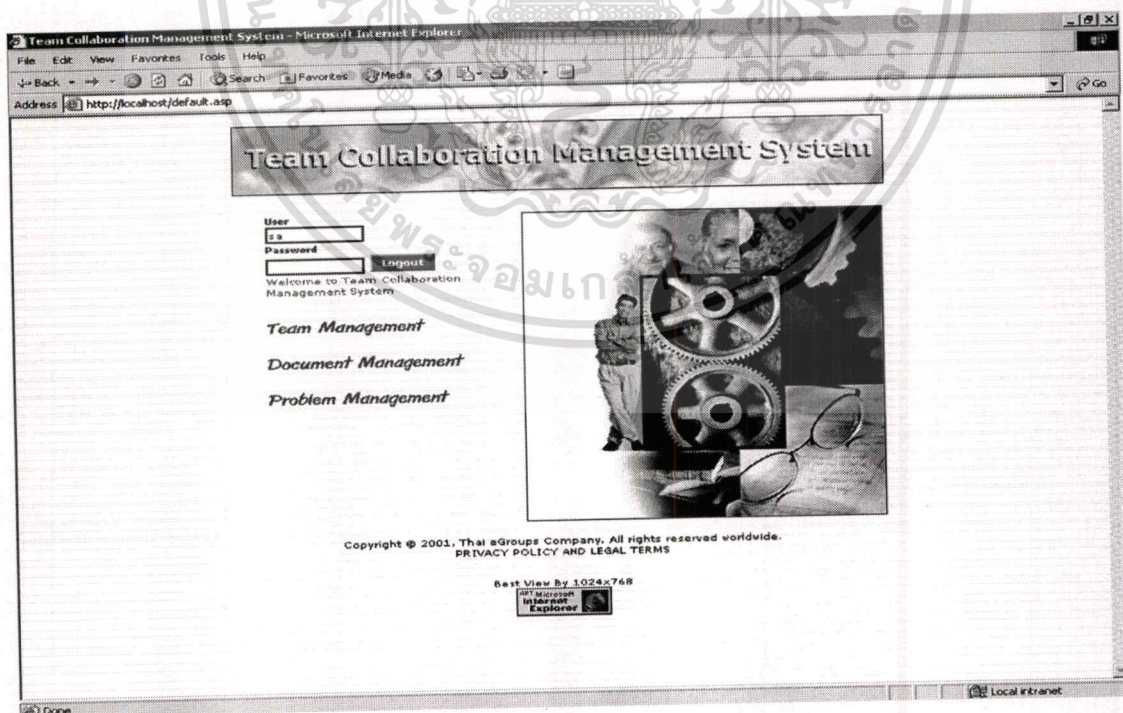 Team Collaboration Management System - Microsoft Internet Explorer
File Edit View Favorites Tools Help
Back Search Favorites Media Go
Address http://localhost/default.asp
Team Collaboration Management System
User
sa
Password
Logout
Welcome to Team Collaboration
Management System
Team Management
Document Management
Problem Management
Copyright © 2001, Thai eGroups Company, All rights reserved worldwide.
PRIVACY POLICY AND LEGAL TERMS
Best View By 1024x768
Microsoft
Internet
Explorer
Done Local intranet